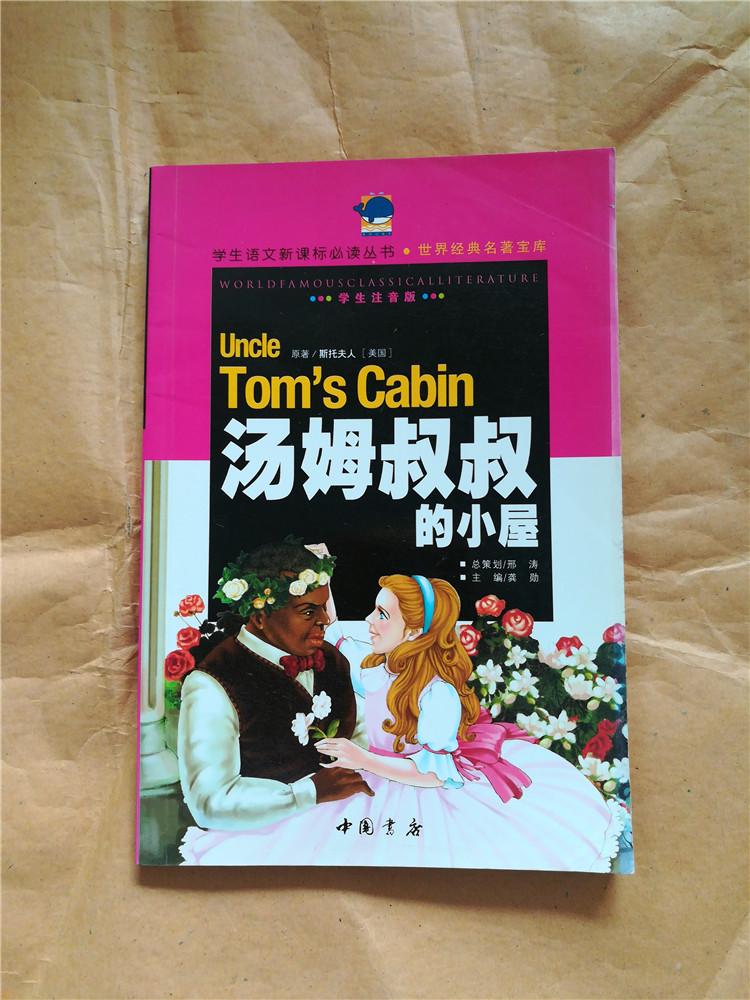 学生语文新课标必读丛书 • 世界经典名著宝库
WORLDFAMOUSCLASSICALLITERATURE
学生注音版
Uncle 原著/斯托夫人［美国］
Tom's Cabin
汤姆叔叔
的小屋
■ 总策划/邢 涛
■ 主 编/龚 勋
中国书店